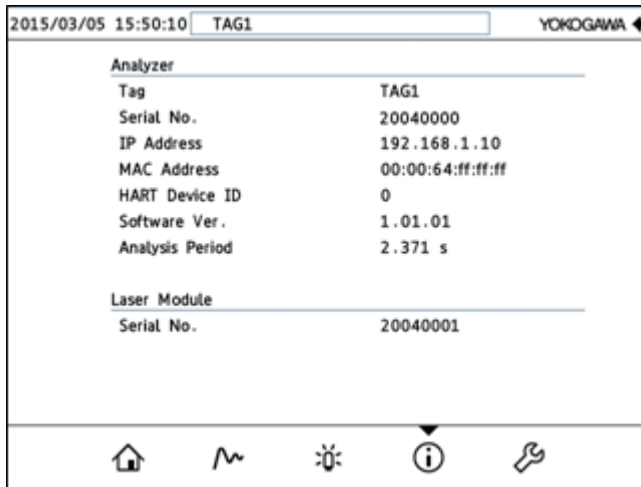 2015/03/05 15:50:10 TAG1 YOKOGAWA
Analyzer
Tag TAG1
Serial No. 20040000
IP Address 192.168.1.10
MAC Address 00:00:64:ff:ff:ff
HART Device ID 0
Software Ver. 1.01.01
Analysis Period 2.371 s
Laser Module
Serial No. 20040001